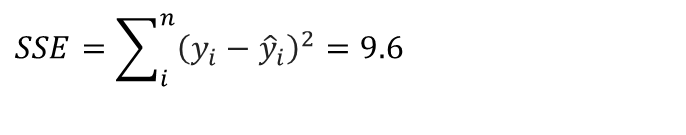 SSE = ∑ᵢⁿ(yᵢ − ŷᵢ)² = 9.6